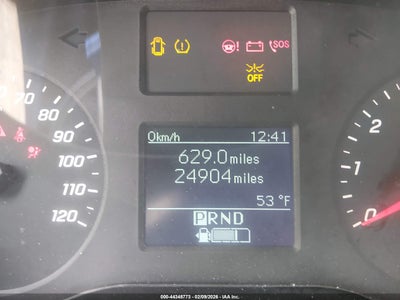 ! SOS
OFF
70
80
90
100
120
0km/h 12:41
629.0 miles
24904 miles
53 °F
PRND
2
1
0
000-44348773 - 02/09/2026 - IAA Inc.